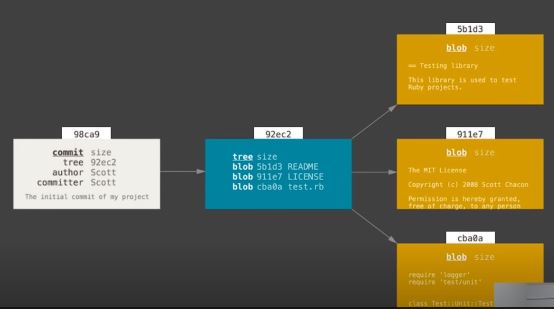 98ca9
commit size
tree 92ec2
author Scott
committer Scott
The initial commit of my project
92ec2
tree size
blob 5b1d3 README
blob 911e7 LICENSE
blob cba0a test.rb
5b1d3
blob size
== Testing library
This library is used to test
Ruby projects.
911e7
blob size
The MIT License
Copyright (c) 2008 Scott Chacon
Permission is hereby granted,
free of charge, to any person
cba0a
blob size
require 'logger'
require 'test/unit'
class Test::Unit::Test